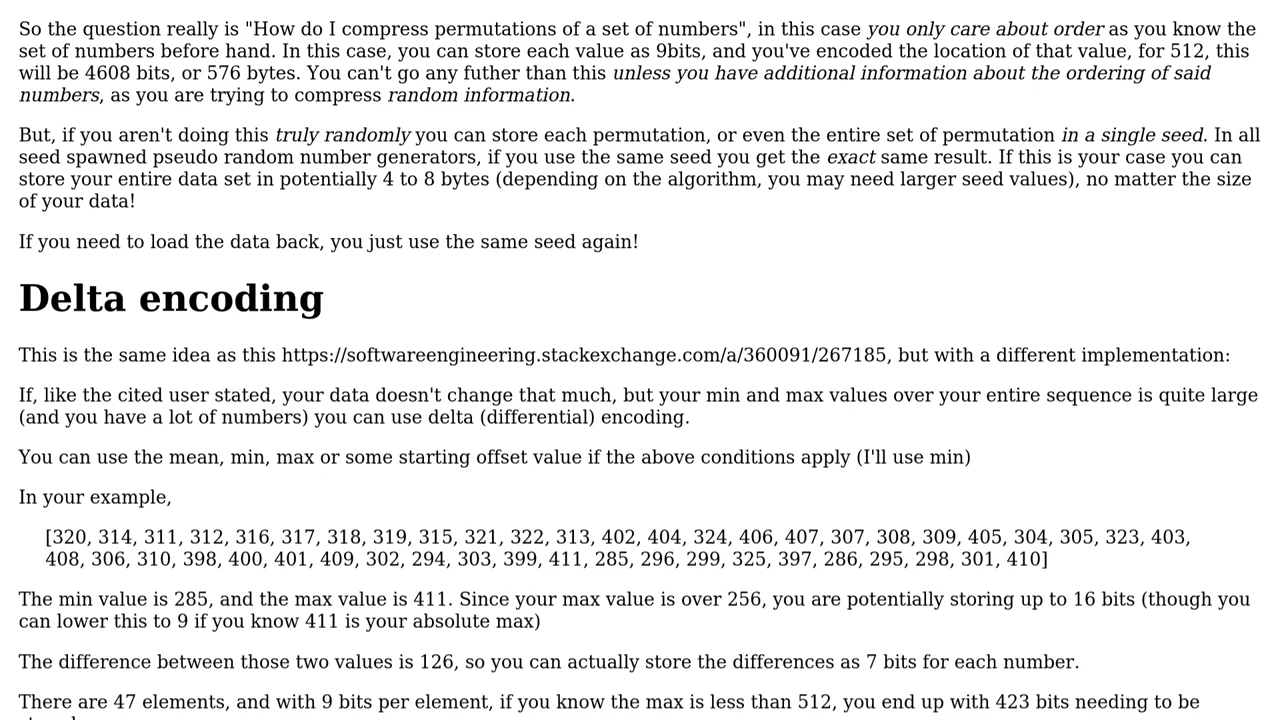 So the question really is "How do I compress permutations of a set of numbers", in this case you only care about order as you know the
set of numbers before hand. In this case, you can store each value as 9bits, and you've encoded the location of that value, for 512, this
will be 4608 bits, or 576 bytes. You can't go any futher than this unless you have additional information about the ordering of said
numbers, as you are trying to compress random information.
But, if you aren't doing this truly randomly you can store each permutation, or even the entire set of permutation in a single seed. In all
seed spawned pseudo random number generators, if you use the same seed you get the exact same result. If this is your case you can
store your entire data set in potentially 4 to 8 bytes (depending on the algorithm, you may need larger seed values), no matter the size
of your data!
If you need to load the data back, you just use the same seed again!
Delta encoding
This is the same idea as this https://softwareengineering.stackexchange.com/a/360091/267185, but with a different implementation:
If, like the cited user stated, your data doesn't change that much, but your min and max values over your entire sequence is quite large
(and you have a lot of numbers) you can use delta (differential) encoding.
You can use the mean, min, max or some starting offset value if the above conditions apply (I'll use min)
In your example,
[320, 314, 311, 312, 316, 317, 318, 319, 315, 321, 322, 313, 402, 404, 324, 406, 407, 307, 308, 309, 405, 304, 305, 323, 403,
408, 306, 310, 398, 400, 401, 409, 302, 294, 303, 399, 411, 285, 296, 299, 325, 397, 286, 295, 298, 301, 410]
The min value is 285, and the max value is 411. Since your max value is over 256, you are potentially storing up to 16 bits (though you
can lower this to 9 if you know 411 is your absolute max)
The difference between those two values is 126, so you can actually store the differences as 7 bits for each number.
There are 47 elements, and with 9 bits per element, if you know the max is less than 512, you end up with 423 bits needing to be